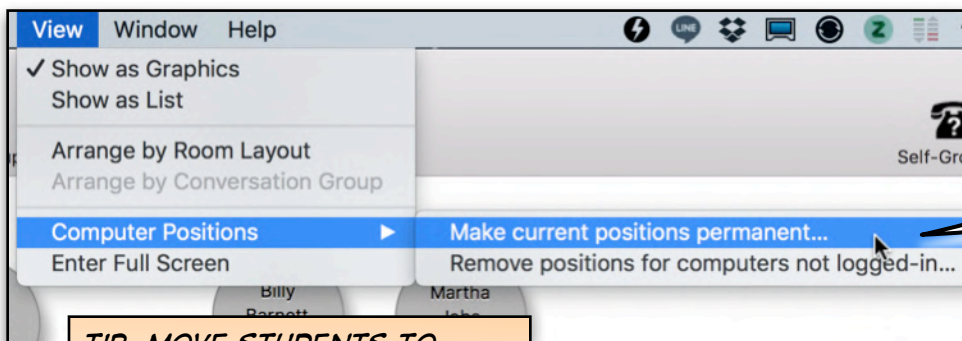 View Window Help
LINE
Z
✓ Show as Graphics
Show as List
Arrange by Room Layout
Arrange by Conversation Group
Computer Positions ▶
Make current positions permanent...
Enter Full Screen
Remove positions for computers not logged-in...
?
Billy
Martha
Barnett
TIP: MOVE STUDENTS TO